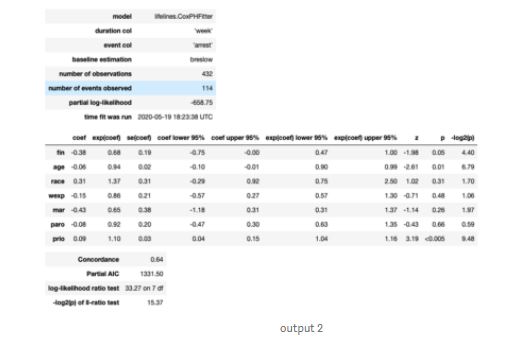 model lifelines.CoxPHFitter
duration col 'week'
event col 'arrest'
baseline estimation breslow
number of observations 432
number of events observed 114
partial log-likelihood -658.75
time fit was run 2020-05-19 18:23:38 UTC
coef exp(coef) se(coef) coef lower 95% coef upper 95% exp(coef) lower 95% exp(coef) upper 95% z p -log2(p)
fin -0.38 0.68 0.19 -0.75 -0.00 0.47 1.00 -1.98 0.05 4.40
age -0.06 0.94 0.02 -0.10 -0.01 0.90 0.99 -2.61 0.01 6.79
race 0.31 1.37 0.31 -0.29 0.92 0.75 2.50 1.02 0.31 1.70
wexp -0.15 0.86 0.21 -0.57 0.27 0.57 1.30 -0.71 0.48 1.06
mar -0.43 0.65 0.38 -1.18 0.31 0.31 1.37 -1.14 0.26 1.97
paro -0.08 0.92 0.20 -0.47 0.30 0.63 1.35 -0.43 0.66 0.59
prio 0.09 1.10 0.03 0.04 0.15 1.04 1.16 3.19 <0.005 9.48
Concordance 0.64
Partial AIC 1331.50
log-likelihood ratio test 33.27 on 7 df
-log2(p) of ll-ratio test 15.37
output 2